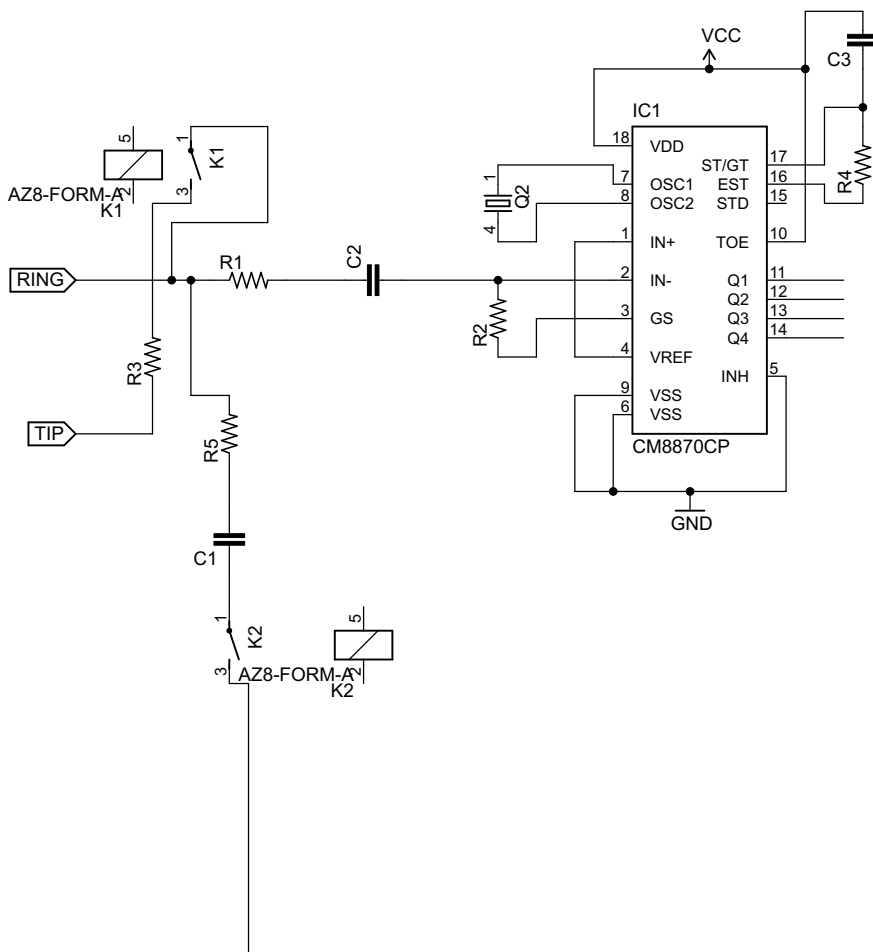 VCC
C3
IC1
18
VDD
5
1
K1
2
3
AZ8-FORM-A
K1
1
Q2
4
7
OSC1
8
OSC2
ST/GT
17
EST
16
STD
15
R4
1
IN+
TOE
10
RING
R1
C2
2
IN-
Q1
11
Q2
12
R2
3
GS
Q3
13
Q4
14
R3
4
VREF
INH
5
9
VSS
6
VSS
TIP
R5
CM8870CP
GND
C1
1
K2
3
5
2
AZ8-FORM-A
K2